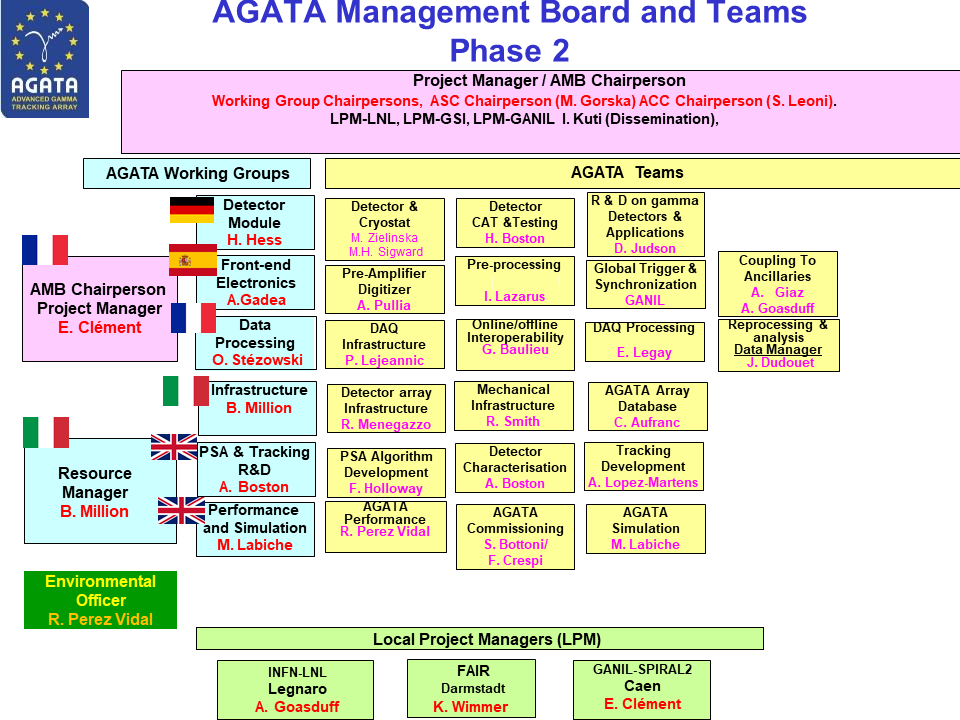 AGATA Management Board and Teams
Phase 2
AGATA
ADVANCED GAMMA
TRACKING ARRAY
Project Manager / AMB Chairperson
Working Group Chairpersons, ASC Chairperson (M. Gorska) ACC Chairperson (S. Leoni).
LPM-LNL, LPM-GSI, LPM-GANIL I. Kuti (Dissemination),
AGATA Working Groups
AGATA Teams
Detector
Module
H. Hess
Detector &
Cryostat
M. Zielinska
M.H. Sigward
Detector
CAT &Testing
H. Boston
R & D on gamma
Detectors &
Applications
D. Judson
AMB Chairperson
Project Manager
E. Clément
Front-end
Electronics
A.Gadea
Pre-Amplifier
Digitizer
A. Pullia
Pre-processing
I. Lazarus
Global Trigger &
Synchronization
GANIL
Coupling To
Ancillaries
A. Giaz
A. Goasduff
Data
Processing
O. Stézowski
DAQ
Infrastructure
P. Lejeannic
Online/offline
Interoperability
G. Baulieu
DAQ Processing
E. Legay
Reprocessing &
analysis
Data Manager
J. Dudouet
Infrastructure
B. Million
Detector array
Infrastructure
R. Menegazzo
Mechanical
Infrastructure
R. Smith
AGATA Array
Database
C. Aufranc
Resource
Manager
B. Million
PSA & Tracking
R&D
A. Boston
PSA Algorithm
Development
F. Holloway
Detector
Characterisation
A. Boston
Tracking
Development
A. Lopez-Martens
Performance
and Simulation
M. Labiche
AGATA
Performance
R. Perez Vidal
AGATA
Commissioning
S. Bottoni/
F. Crespi
AGATA
Simulation
M. Labiche
Environmental
Officer
R. Perez Vidal
Local Project Managers (LPM)
INFN-LNL
Legnaro
A. Goasduff
FAIR
Darmstadt
K. Wimmer
GANIL-SPIRAL2
Caen
E. Clément